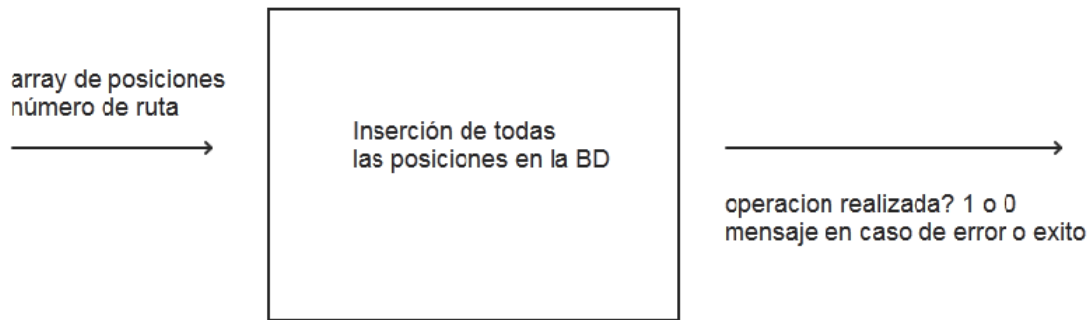 array de posiciones
número de ruta
Inserción de todas
las posiciones en la BD
operacion realizada? 1 o 0
mensaje en caso de error o exito